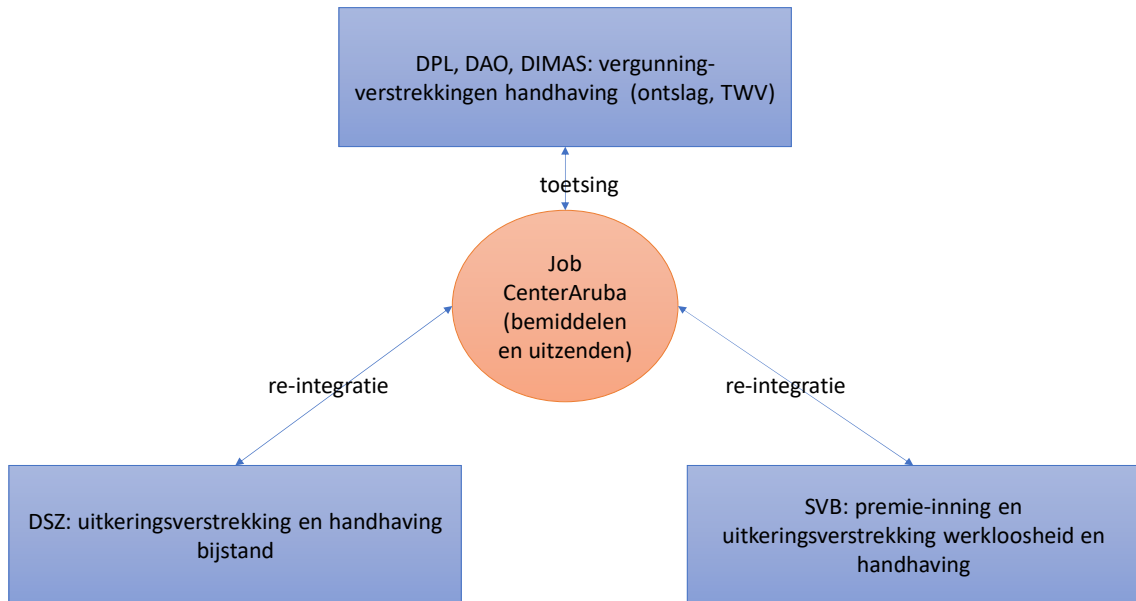 DPL, DAO, DIMAS: vergunning-
verstrekkingen handhaving  (ontslag, TWV)
toetsing
Job
CenterAruba
(bemiddelen
en uitzenden)
re-integratie
re-integratie
DSZ: uitkeringsverstrekking en handhaving
bijstand
SVB: premie-inning en
uitkeringsverstrekking werkloosheid en
handhaving